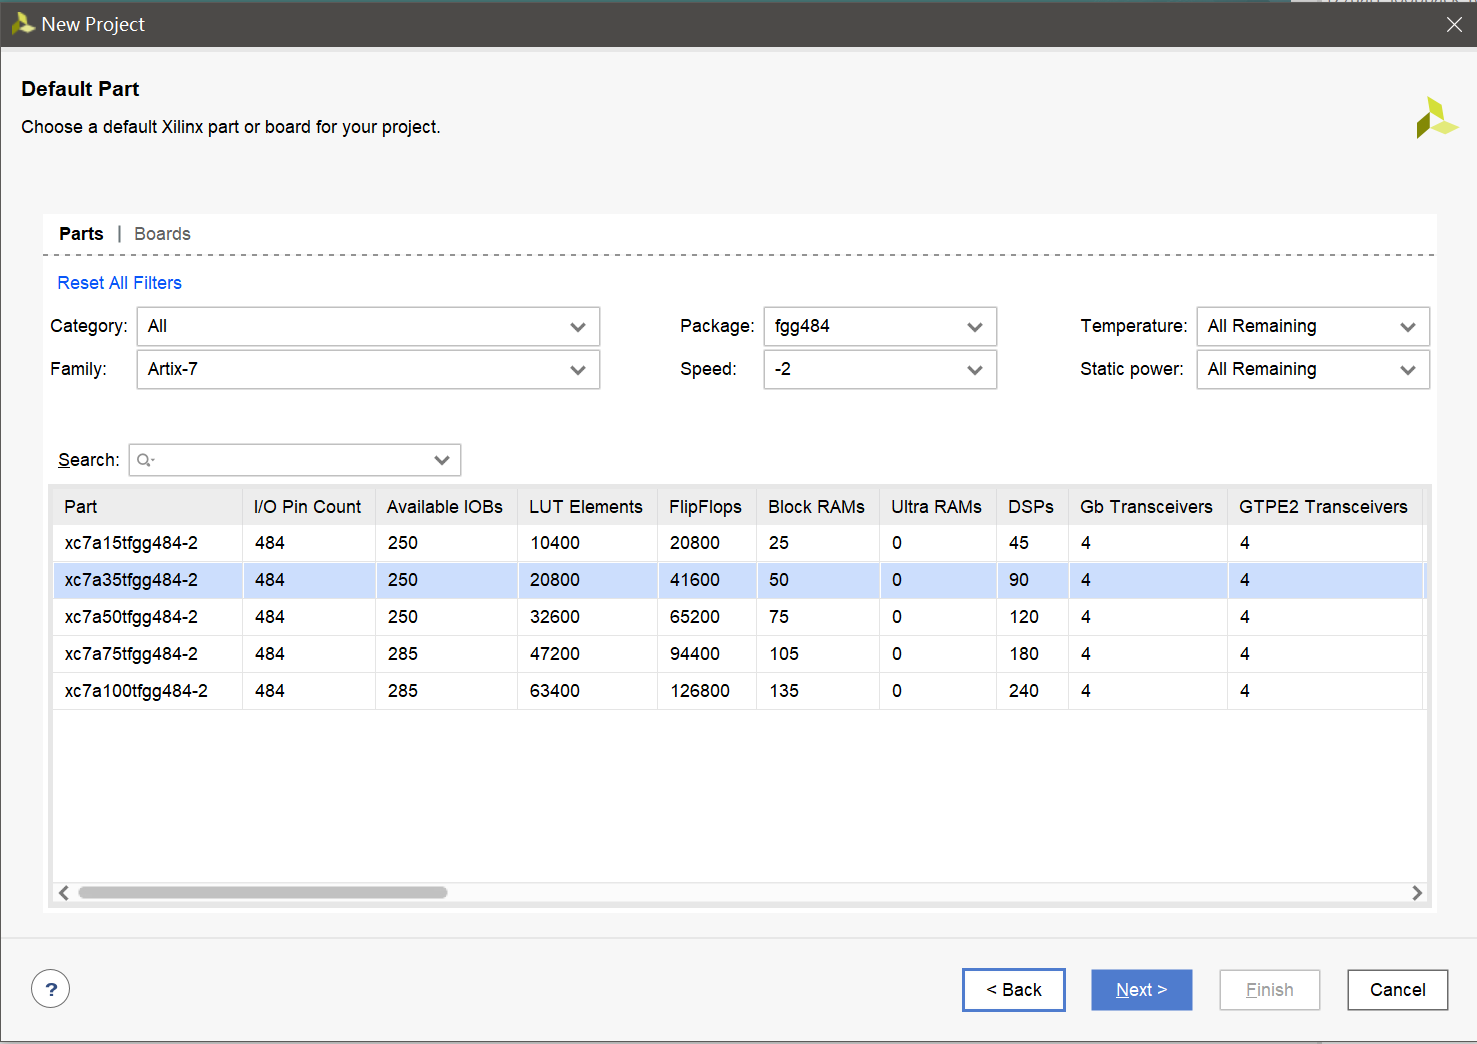 New Project
Default Part
Choose a default Xilinx part or board for your project.
Parts | Boards
Reset All Filters
Category: All Package: fgg484 Temperature: All Remaining
Family: Artix-7 Speed: -2 Static power: All Remaining
Search:
Part I/O Pin Count Available IOBs LUT Elements FlipFlops Block RAMs Ultra RAMs DSPs Gb Transceivers GTPE2 Transceivers
xc7a15tfgg484-2 484 250 10400 20800 25 0 45 4 4
xc7a35tfgg484-2 484 250 20800 41600 50 0 90 4 4
xc7a50tfgg484-2 484 250 32600 65200 75 0 120 4 4
xc7a75tfgg484-2 484 285 47200 94400 105 0 180 4 4
xc7a100tfgg484-2 484 285 63400 126800 135 0 240 4 4
? < Back Next > Finish Cancel